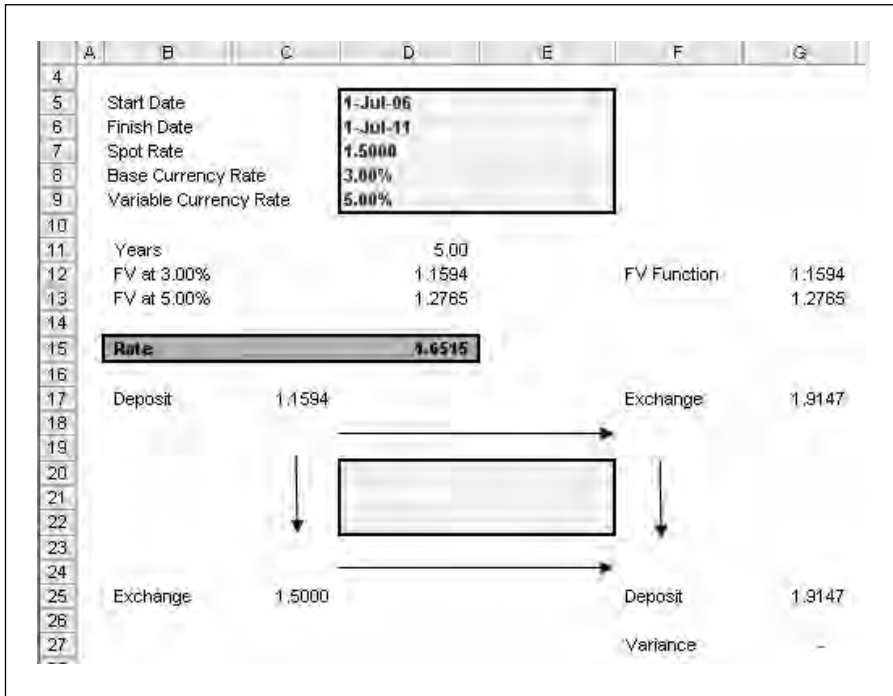 A B C D E F G
4
5 Start Date 1-Jul-06
6 Finish Date 1-Jul-11
7 Spot Rate 1.5000
8 Base Currency Rate 3.00%
9 Variable Currency Rate 5.00%
10
11 Years 5.00
12 FV at 3.00% 1.1594 FV Function 1.1594
13 FV at 5.00% 1.2765 1.2765
14
15 Rate 1.6515
16
17 Deposit 1.1594 Exchange 1.9147
18
19
20
21
22
23
24
25 Exchange 1.5000 Deposit 1.9147
26
27 Variance -